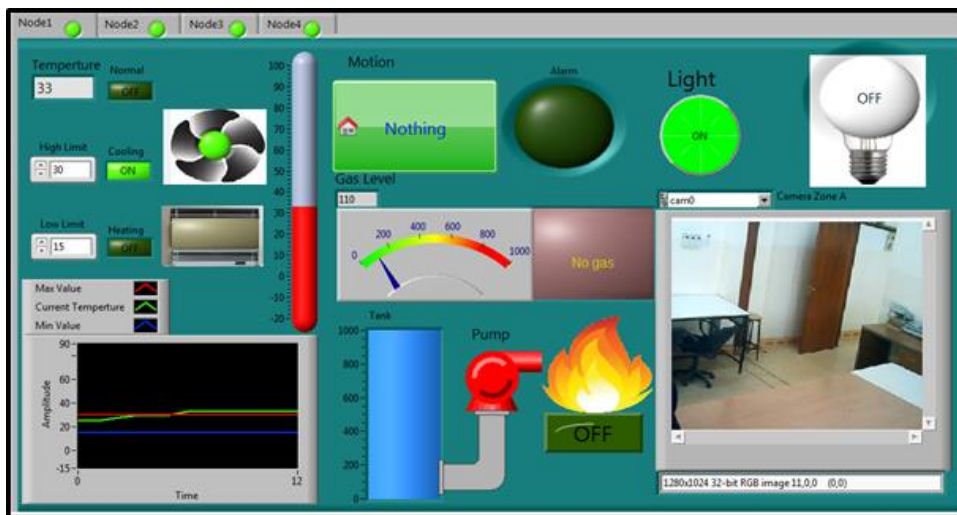 Node1
Node2
Node3
Node4
Temperture
33
Normal
OFF
High Limit
30
Cooling
ON
Low Limit
15
Heating
OFF
100
90
80
70
60
50
40
30
20
10
0
-10
-20
Motion
Nothing
Alarm
Light
ON
OFF
Gas Level
110
0
200
400
600
800
1000
No gas
cam0
Camera Zone A
Max Value
Current Temperture
Min Value
90
60
40
20
0
-15
Amplitude
0
12
Time
Tank
1000
800
600
400
200
0
Pump
OFF
1280x1024 32-bit RGB image 11,0,0 (0,0)